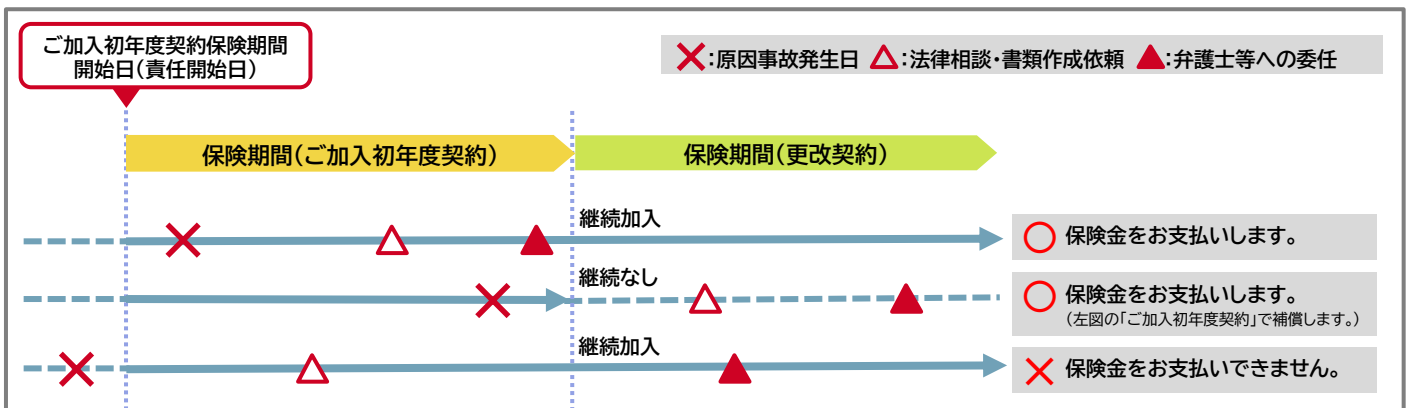 ご加入初年度契約保険期間
開始日(責任開始日)
×:原因事故発生日 △:法律相談・書類作成依頼 ▲:弁護士等への委任
保険期間(ご加入初年度契約)
保険期間(更改契約)
継続加入
○ 保険金をお支払いします。
継続なし
○ 保険金をお支払いします。
(左図の「ご加入初年度契約」で補償します。)
継続加入
× 保険金をお支払いできません。